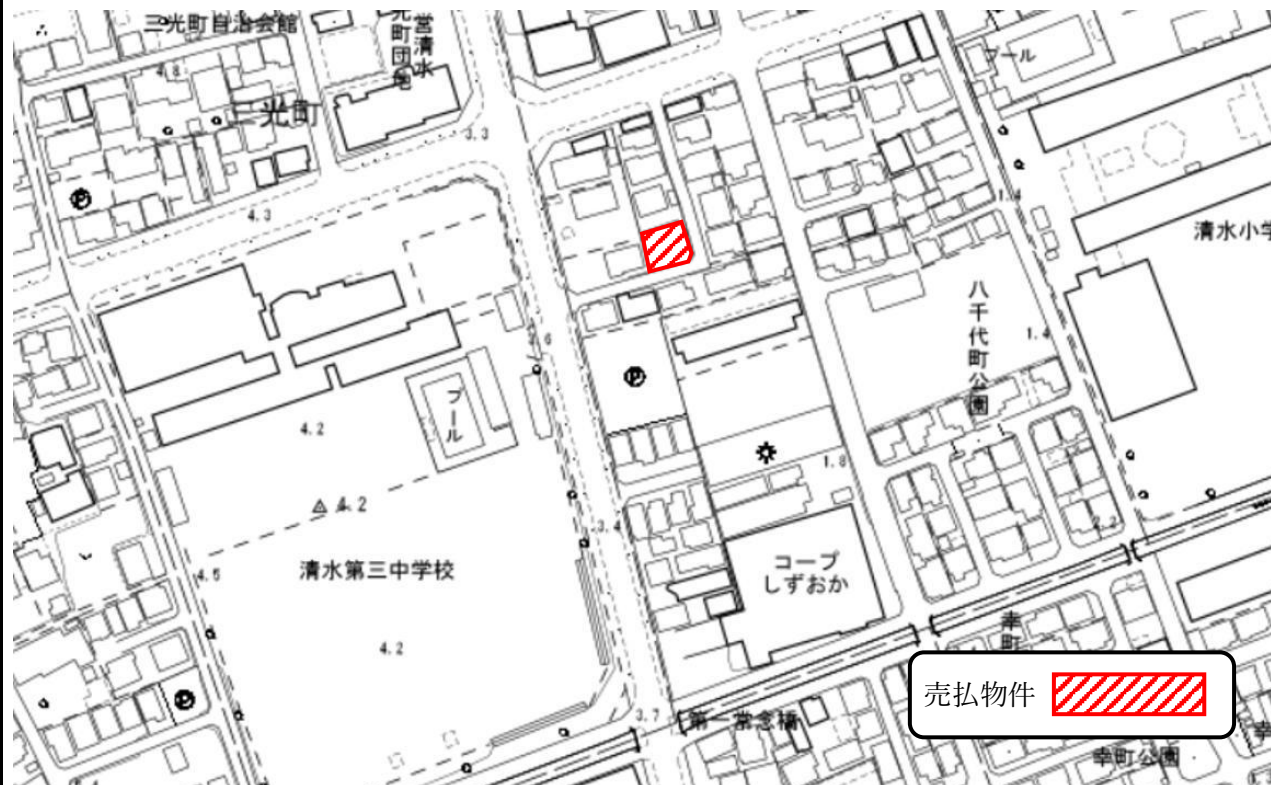 三光町自治会館
営清水
光町団地
プール
4.8
三光町
3.3
4.3
1.4
清水小学
八千代町公園
1.4
2.6
Ⓟ
プール
4.2
1.8
4.2
3.4
2.2
清水第三中学校
コープ
しずおか
4.5
4.2
幸町
売払物件
3.7
第一常念橋
幸町公園
幸